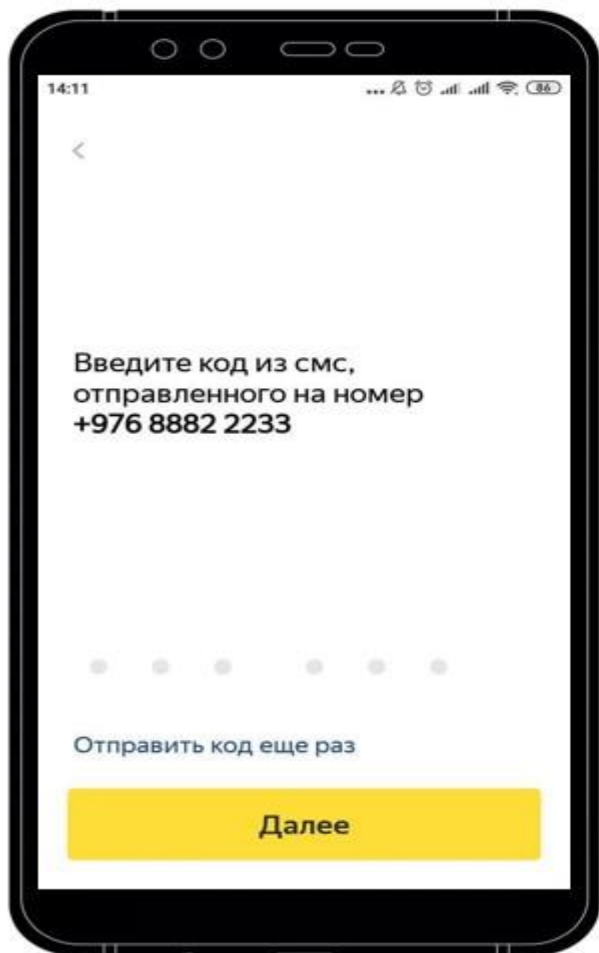 14:11
86
Введите код из смс,
отправленного на номер
+976 8882 2233
Отправить код еще раз
Далее